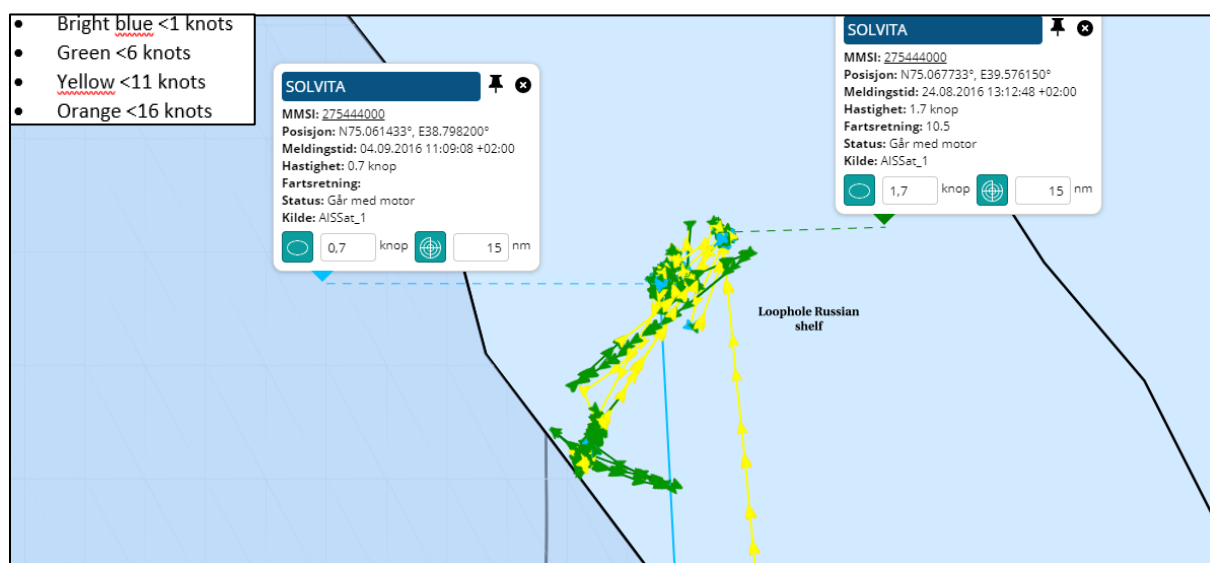 • Bright blue <1 knots
• Green <6 knots
• Yellow <11 knots
• Orange <16 knots
SOLVITA
MMSI: 275444000
Posisjon: N75.061433°, E38.798200°
Meldingstid: 04.09.2016 11:09:08 +02:00
Hastighet: 0.7 knop
Fartsretning:
Status: Går med motor
Kilde: AISSat_1
0,7 knop 15 nm
SOLVITA
MMSI: 275444000
Posisjon: N75.067733°, E39.576150°
Meldingstid: 24.08.2016 13:12:48 +02:00
Hastighet: 1.7 knop
Fartsretning: 10.5
Status: Går med motor
Kilde: AISSat_1
1,7 knop 15 nm
Loophole Russian
shelf